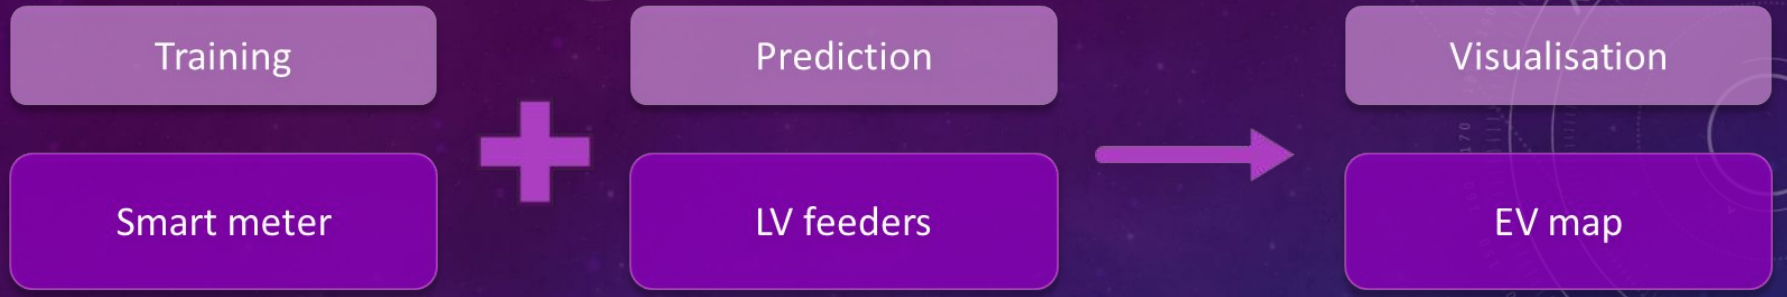 Training
Prediction
Visualisation
Smart meter
LV feeders
EV map